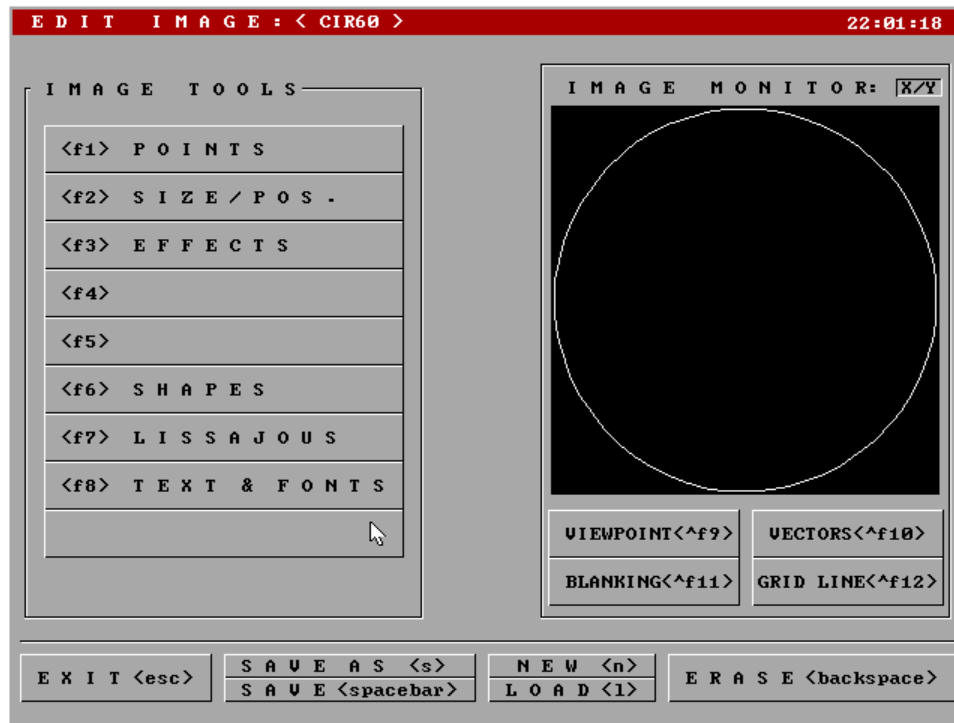 E D I T   I M A G E : < CIR60 >   22:01:18
I M A G E   T O O L S
<f1> P O I N T S
<f2> S I Z E / P O S .
<f3> E F F E C T S
<f4>
<f5>
<f6> S H A P E S
<f7> L I S S A J O U S
<f8> T E X T   &   F O N T S
I M A G E   M O N I T O R: X/Y
VIEWPOINT<^f9>   VECTORS<^f10>
BLANKING<^f11>   GRID LINE<^f12>
E X I T <esc>
S A V E   A S   <s>
S A V E <spacebar>
N E W   <n>
L O A D <l>
E R A S E <backspace>